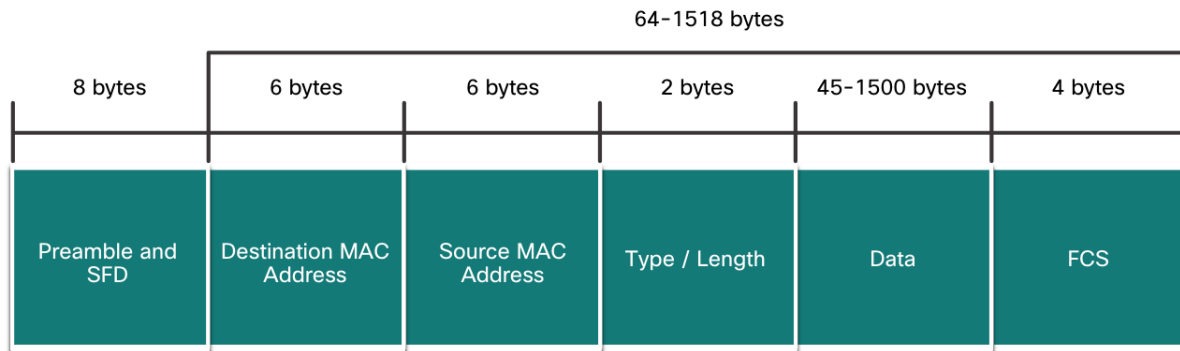 64-1518 bytes
8 bytes
6 bytes
6 bytes
2 bytes
45-1500 bytes
4 bytes
Preamble and
SFD
Destination MAC
Address
Source MAC
Address
Type / Length
Data
FCS